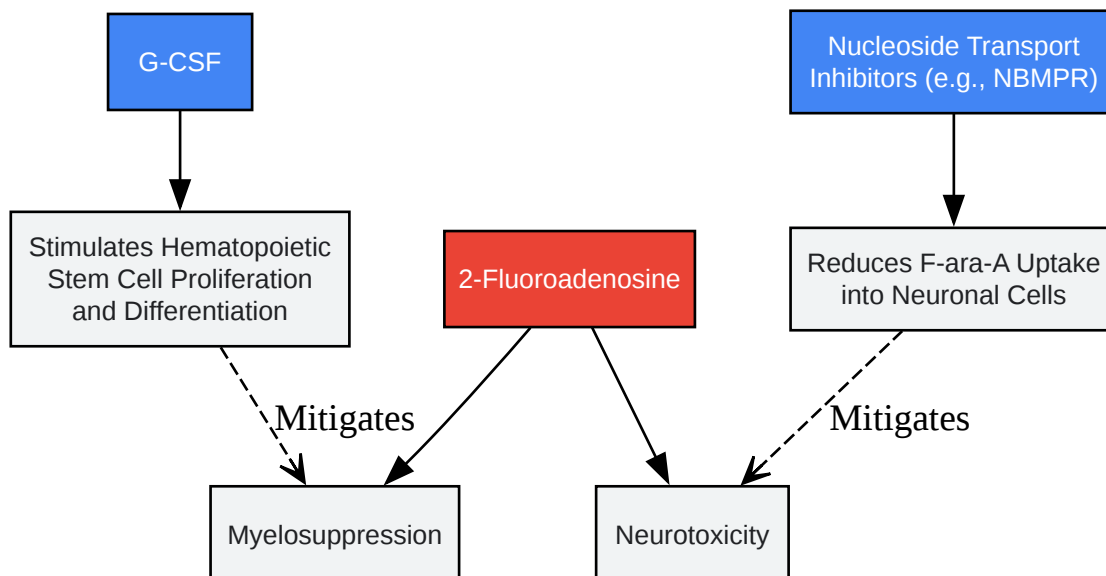 G-CSF
Nucleoside Transport
Inhibitors (e.g., NBMPR)
Stimulates Hematopoietic
Stem Cell Proliferation
and Differentiation
2-Fluoroadenosine
Reduces F-ara-A Uptake
into Neuronal Cells
Mitigates
Mitigates
Myelosuppression
Neurotoxicity